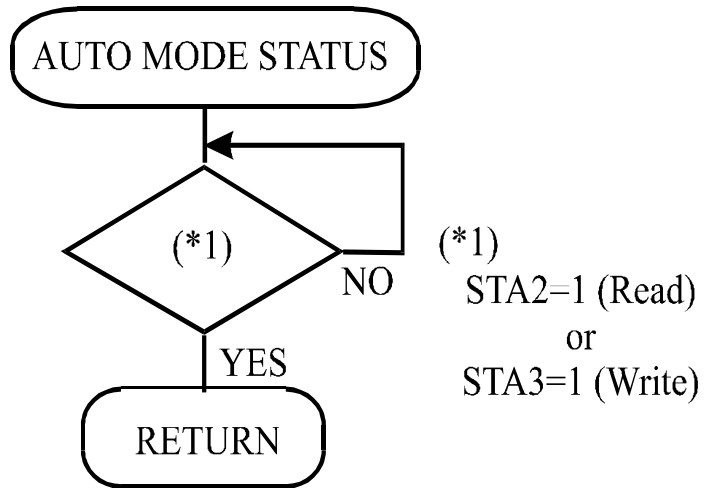 AUTO MODE STATUS
(*1)
NO
YES
RETURN
(*1)
STA2=1 (Read)
or
STA3=1 (Write)